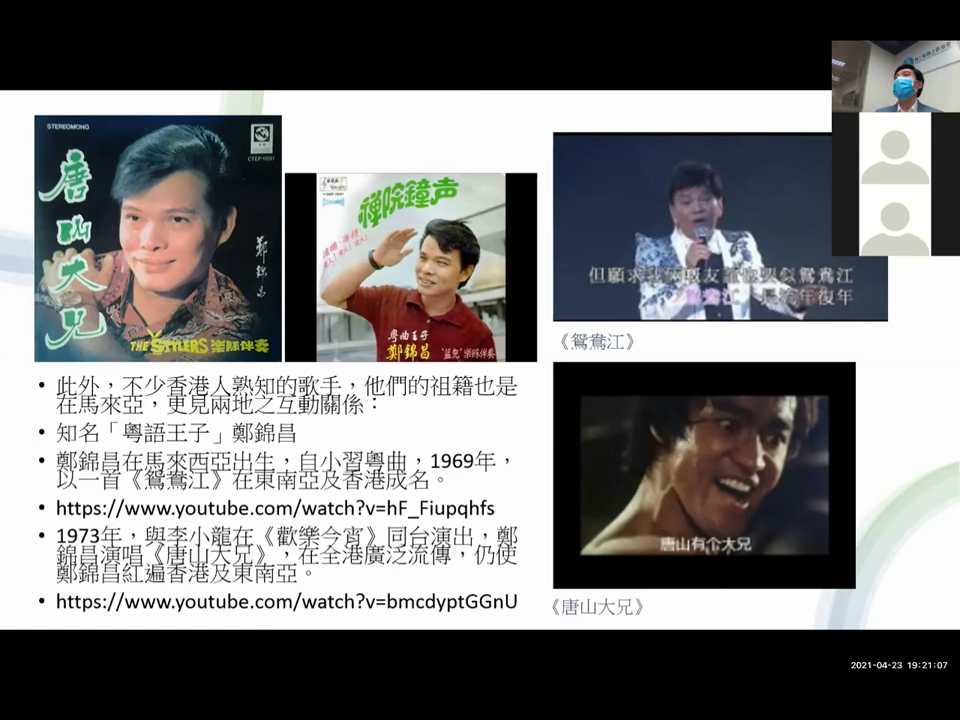 STEREOMONO
CTEP-1097
唐山大兄
鄭錦昌
THE STYLERS 樂隊伴奏
禪院鐘声
粵曲王子
鄭錦昌
樂師伴奏
鴛鴦江
《鴛鴦江》
唐山有个大兄
《唐山大兄》
• 此外，不少香港人熟知的歌手，他們的祖籍也是
在馬來亞，更見兩地之互動關係：
• 知名「粵語王子」鄭錦昌
• 鄭錦昌在馬來西亞出生，自小習粵曲，1969年，
以一首《鴛鴦江》在東南亞及香港成名。
• https://www.youtube.com/watch?v=hF_Fiupqhfs
• 1973年，與李小龍在《歡樂今宵》同台演出，鄭
錦昌演唱《唐山大兄》，在全港廣泛流傳，仍使
鄭錦昌紅遍香港及東南亞。
• https://www.youtube.com/watch?v=bmcdyptGGnU
2021-04-23 19:21:07